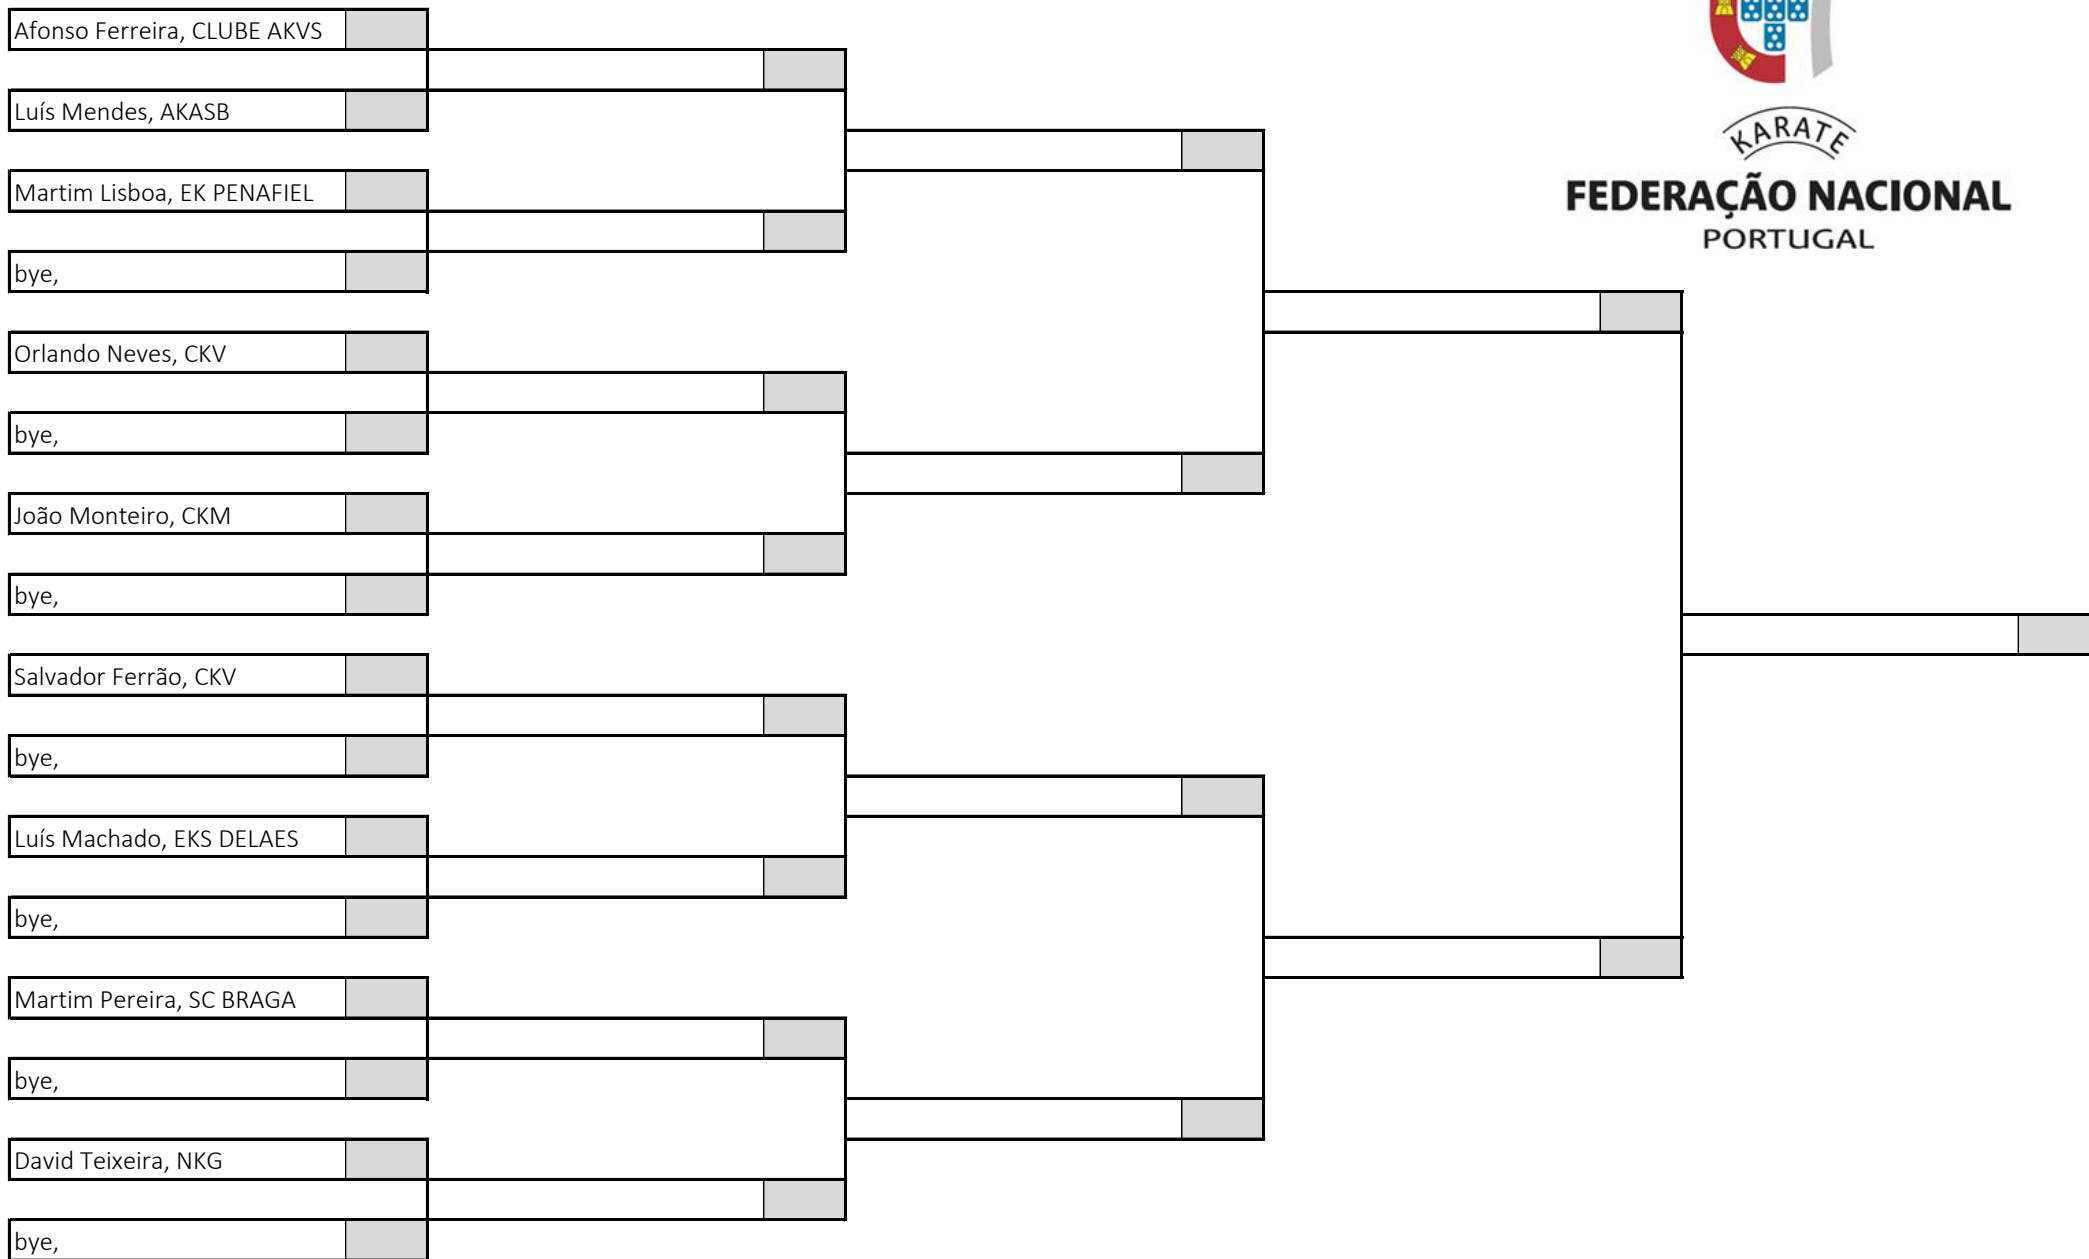 Afonso Ferreira, CLUBE AKVS
Luís Mendes, AKASB
KARATE
FEDERAÇÃO NACIONAL
PORTUGAL
Martim Lisboa, EK PENAFIEL
bye,
Orlando Neves, CKV
bye,
João Monteiro, CKM
bye,
Salvador Ferrão, CKV
bye,
Luís Machado, EKS DELAES
bye,
Martim Pereira, SC BRAGA
bye,
David Teixeira, NKG
bye,